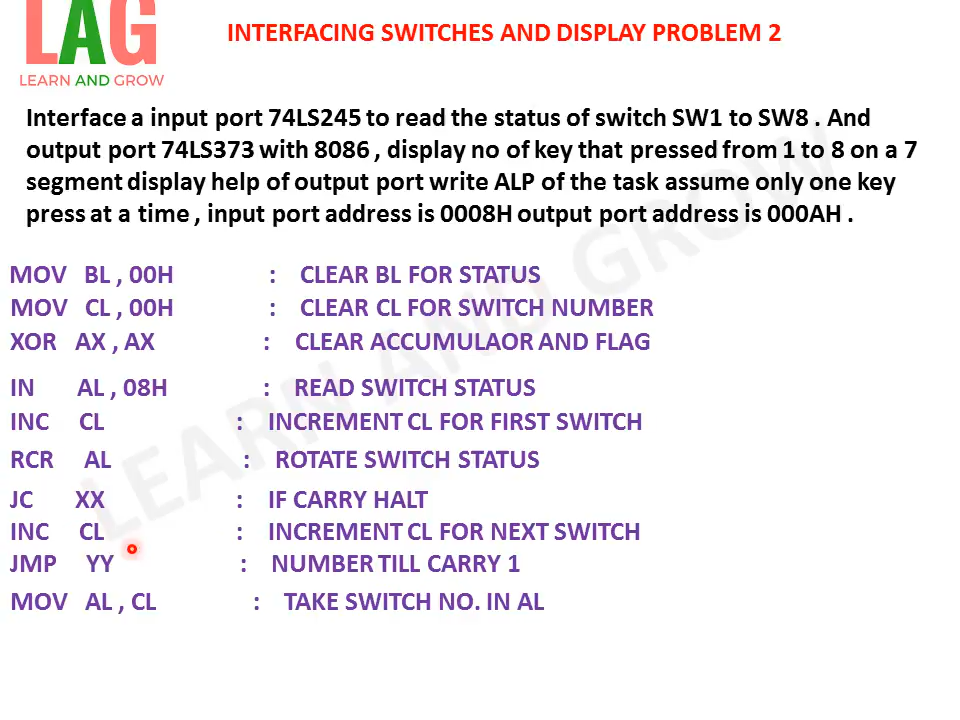 LAG
LEARN AND GROW
INTERFACING SWITCHES AND DISPLAY PROBLEM 2
Interface a input port 74LS245 to read the status of switch SW1 to SW8 . And
output port 74LS373 with 8086 , display no of key that pressed from 1 to 8 on a 7
segment display help of output port write ALP of the task assume only one key
press at a time , input port address is 0008H output port address is 000AH .
MOV BL , 00H : CLEAR BL FOR STATUS
MOV CL , 00H : CLEAR CL FOR SWITCH NUMBER
XOR AX , AX : CLEAR ACCUMULAOR AND FLAG
IN AL , 08H : READ SWITCH STATUS
INC CL : INCREMENT CL FOR FIRST SWITCH
RCR AL : ROTATE SWITCH STATUS
JC XX : IF CARRY HALT
INC CL : INCREMENT CL FOR NEXT SWITCH
JMP YY : NUMBER TILL CARRY 1
MOV AL , CL : TAKE SWITCH NO. IN AL
LEARN AND GROW